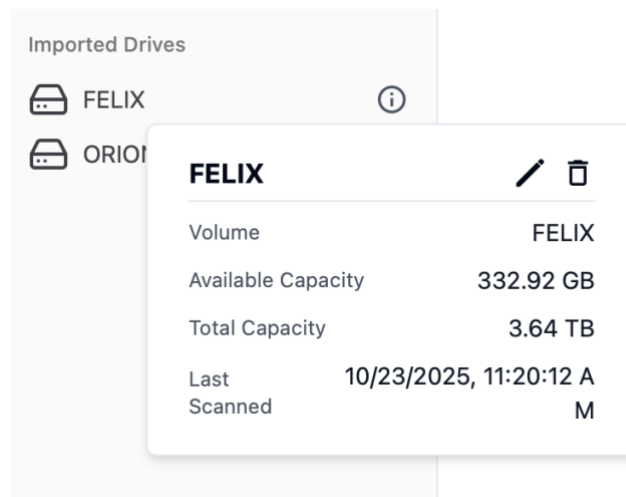 Imported Drives
FELIX
FELIX
Volume FELIX
Available Capacity 332.92 GB
Total Capacity 3.64 TB
Last Scanned 10/23/2025, 11:20:12 A
M